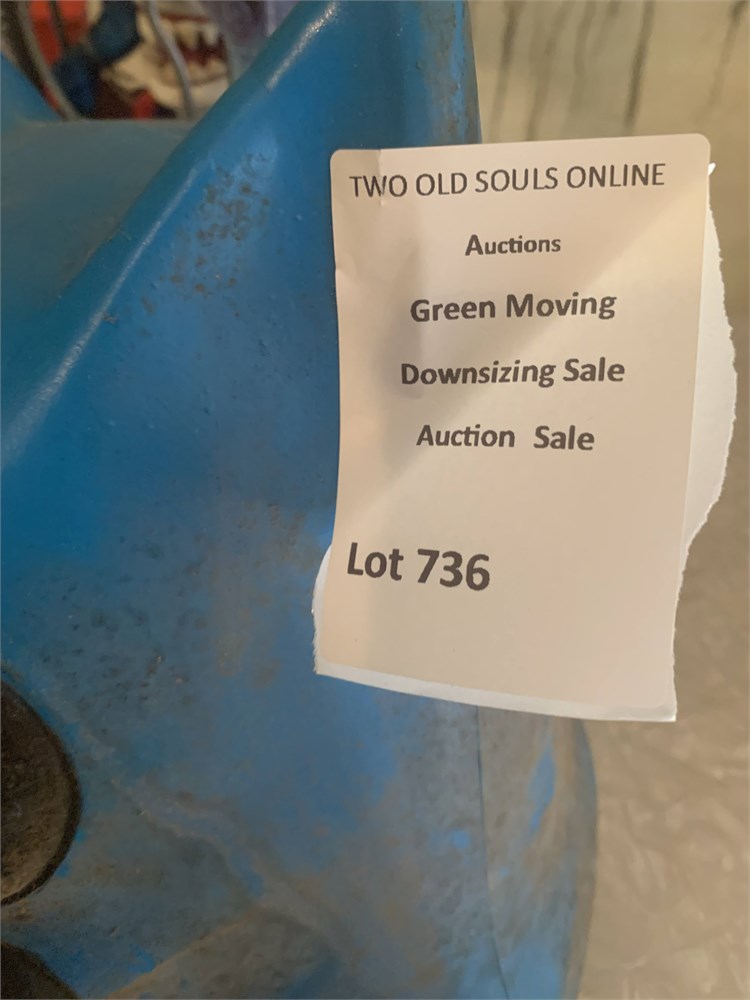 TWO OLD SOULS ONLINE
Auctions
Green Moving
Downsizing Sale
Auction Sale
Lot 736